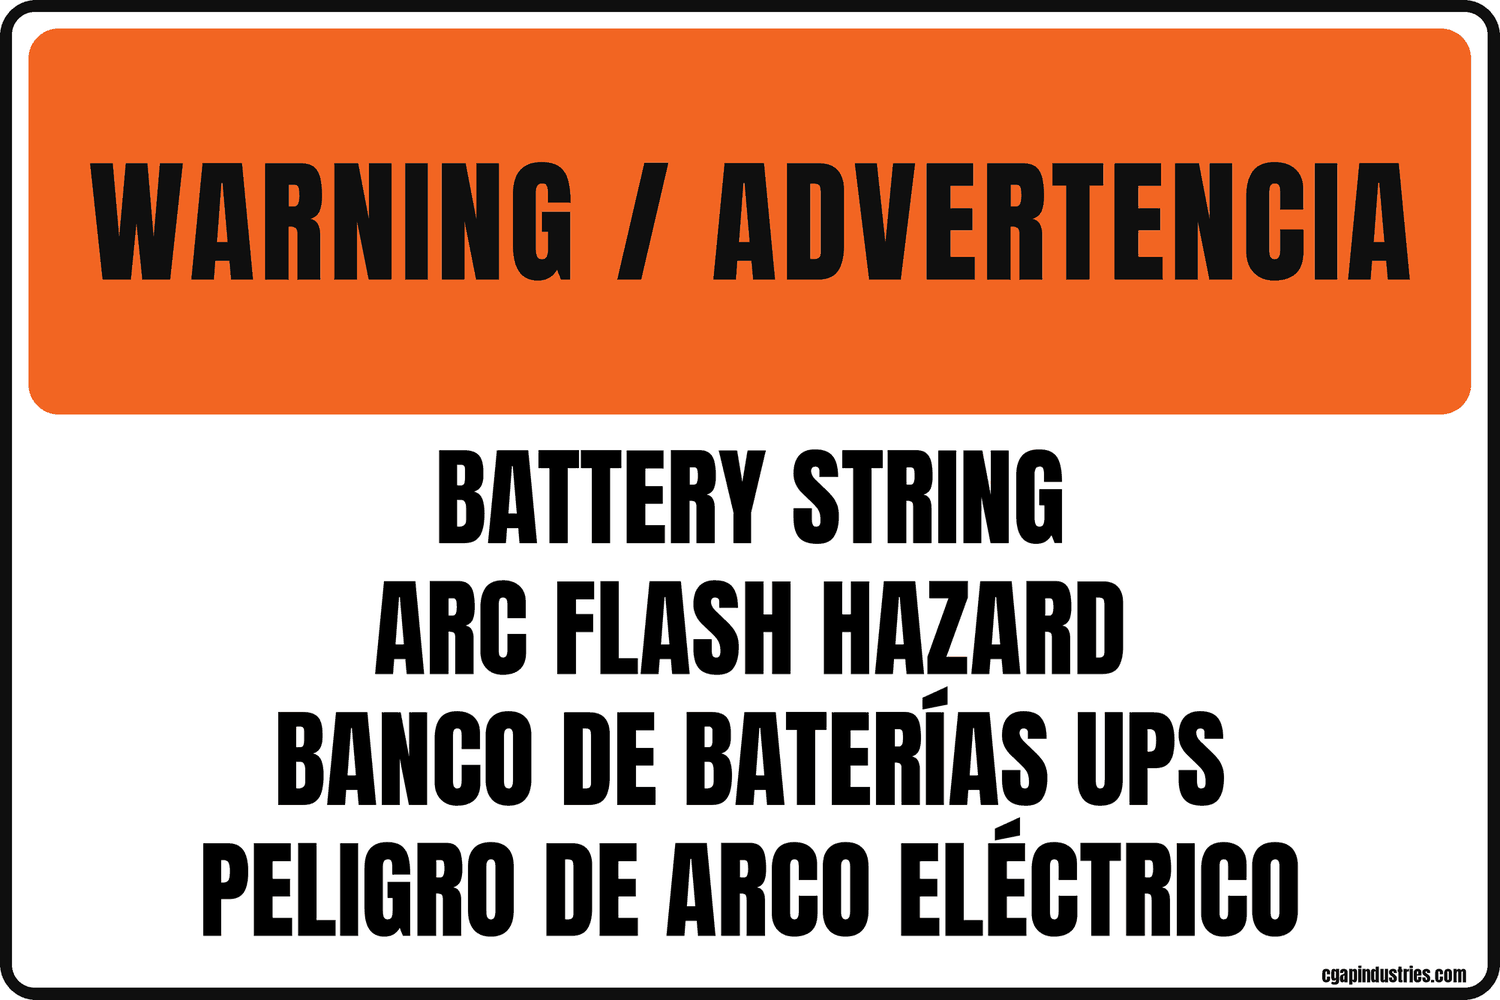 WARNING / ADVERTENCIA
BATTERY STRING
ARC FLASH HAZARD
BANCO DE BATERÍAS UPS
PELIGRO DE ARCO ELÉCTRICO
cgapindustries.com